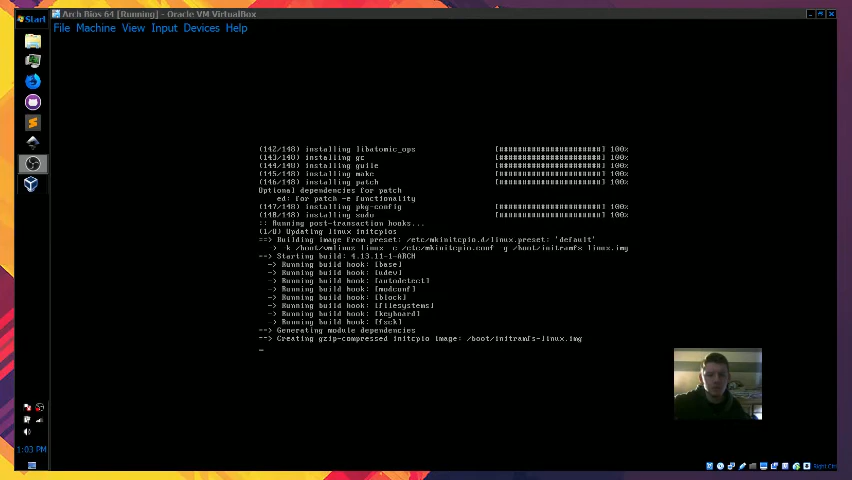 Start
Arch Bios 64 [Running] - Oracle VM VirtualBox
File Machine View Input Devices Help
(142/148) installing libatomic_ops [######################] 100%
(143/148) installing gc [######################] 100%
(144/148) installing guile [######################] 100%
(145/148) installing make [######################] 100%
(146/148) installing patch [######################] 100%
Optional dependencies for patch
ed: for patch -e functionality
(147/148) installing pkg-config [######################] 100%
(148/148) installing sudo [######################] 100%
:: Running post-transaction hooks...
(1/8) Updating linux initcpios
==> Building image from preset: /etc/mkinitcpio.d/linux.preset: 'default'
-> -k /boot/vmlinuz-linux -c /etc/mkinitcpio.conf -g /boot/initramfs-linux.img
==> Starting build: 4.13.11-1-ARCH
-> Running build hook: [base]
-> Running build hook: [udev]
-> Running build hook: [autodetect]
-> Running build hook: [modconf]
-> Running build hook: [block]
-> Running build hook: [filesystems]
-> Running build hook: [keyboard]
-> Running build hook: [fsck]
==> Generating module dependencies
==> Creating gzip-compressed initcpio image: /boot/initramfs-linux.img
1:03 PM
Right Ctrl